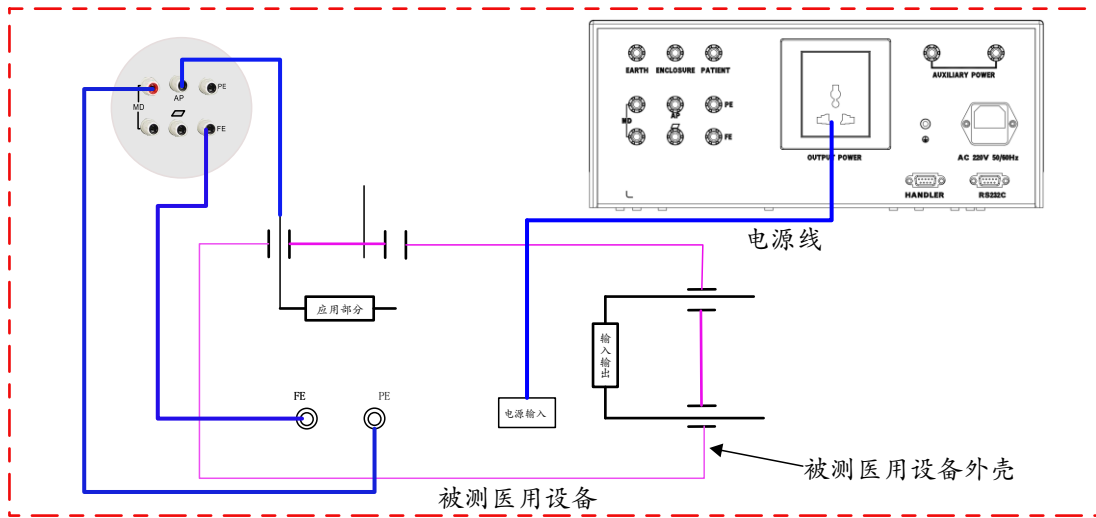 MD
AP
PE
FE
EARTH ENCLOSURE PATIENT
MD
AP
PE
FE
OUTPUT POWER
AUXILIARY POWER
AC 220V 50/60Hz
HANDLER
RS232C
电源线
应用部分
输入输出
FE
PE
电源输入
被测医用设备外壳
被测医用设备